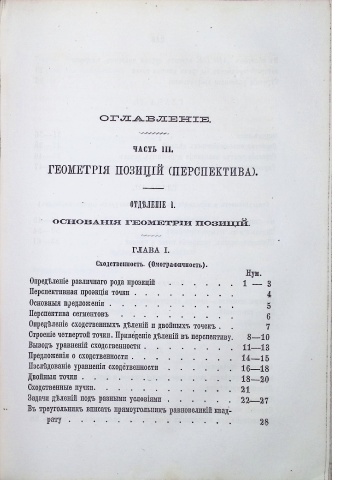 ОГЛАВЛЕНІЕ.
ЧАСТЬ III.
ГЕОМЕТРІЯ ПОЗИЦІЙ (ПЕРСПЕКТИВА).
ОТДѢЛЕНІЕ I.
ОСНОВАНІЯ ГЕОМЕТРІИ ПОЗИЦІЙ.
ГЛАВА I.
Сходственность (Омографичность).
Нум.
Опредѣленіе различнаго рода проэкцій . . . . . . 1 — 3
Перспективная проэкція точки . . . . . . . . 4
Основныя предложенія . . . . . . . . . 5
Перспектива сегментовъ . . . . . . . . . 6
Опредѣленіе сходственныхъ дѣленій и двойныхъ точекъ . . 7
Строеніе четвертой точки. Приведеніе дѣленій въ перспективу. 8—10
Выводъ уравненій сходственности . . . . . . . 11—13
Предложенія о сходственности . . . . . . . . 14—15
Послѣдованіе уравненія сходственности . . . . . . 16—18
Двойныя точки . . . . . . . . . . 18—20
Сходственные пучки. . . . . . . . . . 21
Задачи дѣленій подъ разными условіями . . . . . 22—27
Въ треугольникъ вписать прямоугольникъ равновеликій квад-
рату . . . . . . . . . . . . 28